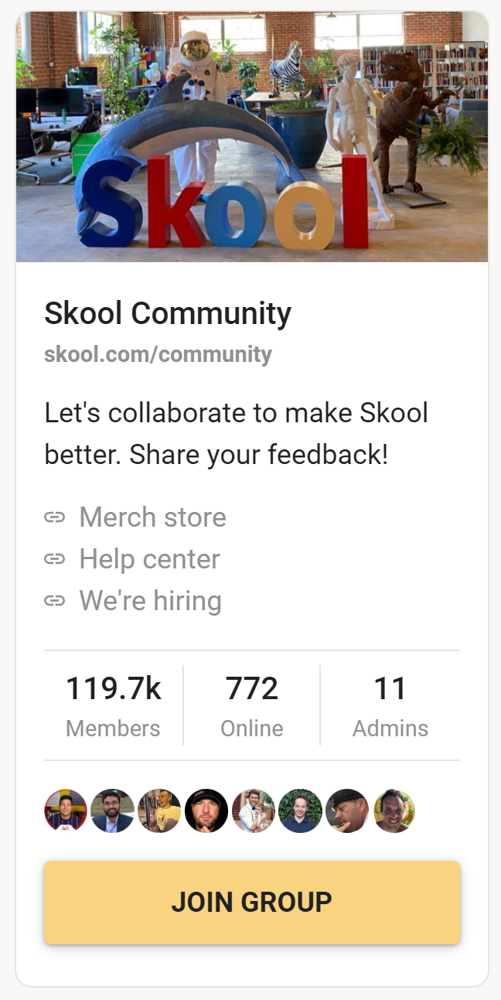 Skool
Skool Community
skool.com/community
Let's collaborate to make Skool
better. Share your feedback!
Merch store
Help center
We're hiring
119.7k 772 11
Members Online Admins
JOIN GROUP